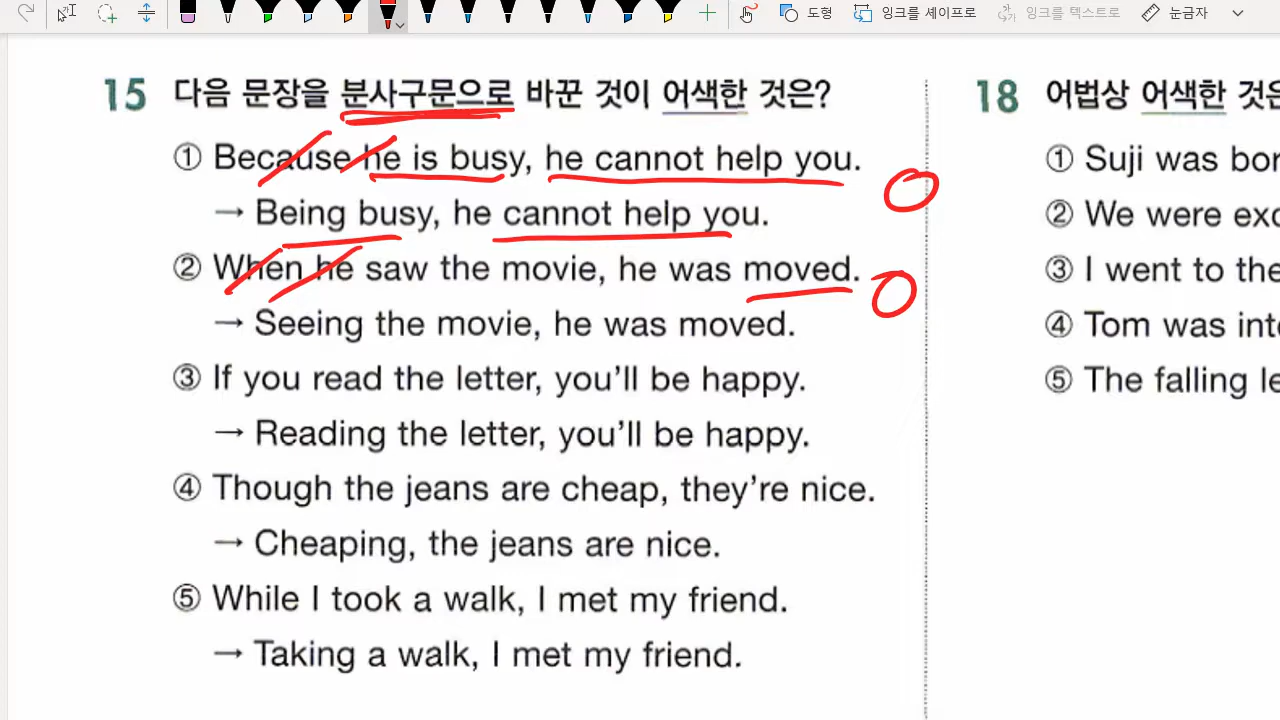 도형 잉크를 셰이프로 잉크를 텍스트로 눈금자
15 다음 문장을 분사구문으로 바꾼 것이 어색한 것은?
① Because he is busy, he cannot help you.
→ Being busy, he cannot help you.
② When he saw the movie, he was moved.
→ Seeing the movie, he was moved.
③ If you read the letter, you'll be happy.
→ Reading the letter, you'll be happy.
④ Though the jeans are cheap, they're nice.
→ Cheaping, the jeans are nice.
⑤ While I took a walk, I met my friend.
→ Taking a walk, I met my friend.
18 어법상 어색한 것은
① Suji was bor
② We were exc
③ I went to the
④ Tom was inte
⑤ The falling le